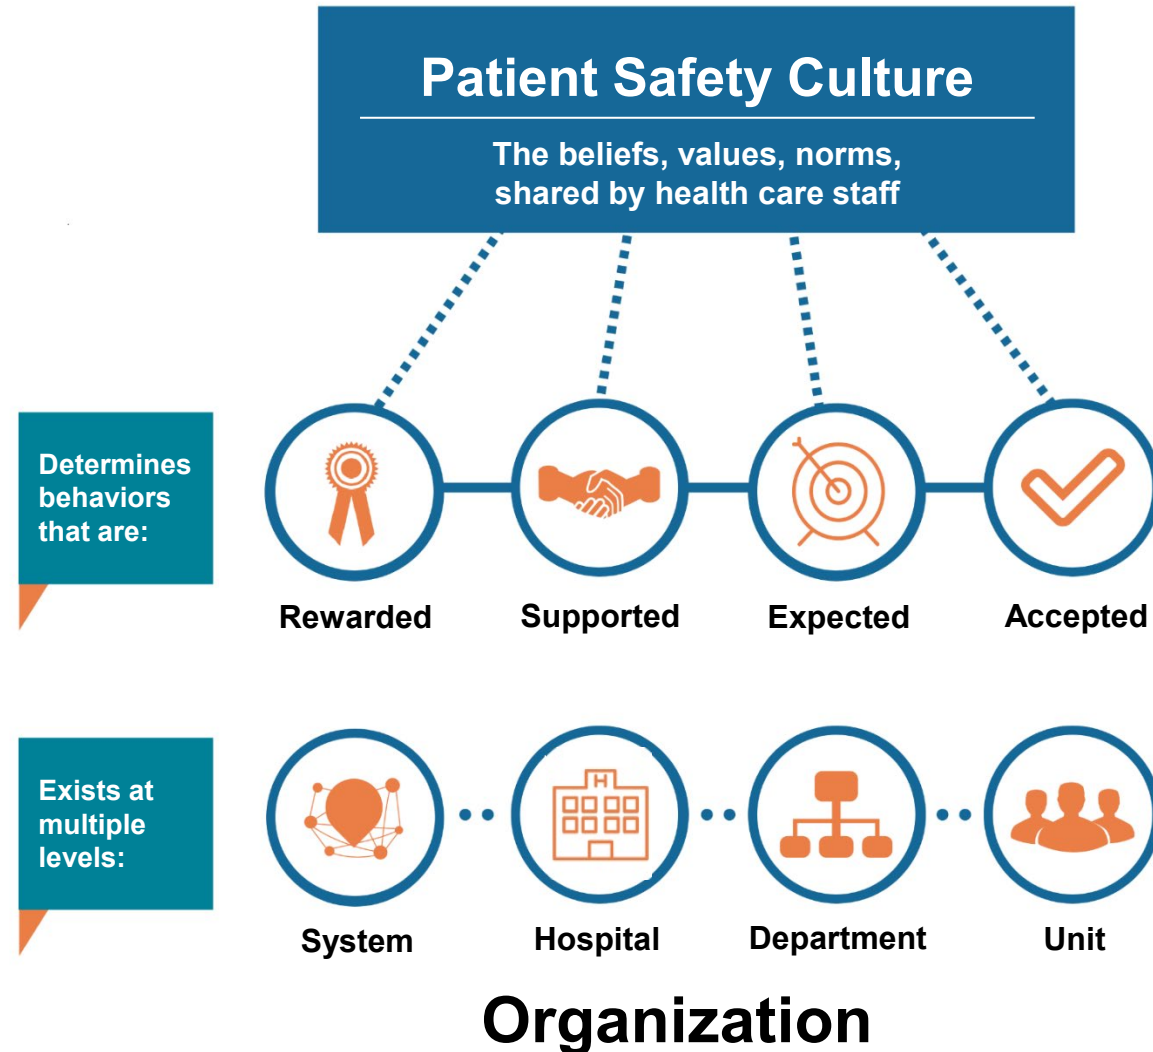 Patient Safety Culture
The beliefs, values, norms,
shared by health care staff
Determines
behaviors
that are:
Rewarded
Supported
Expected
Accepted
Exists at
multiple
levels:
H
System
Hospital
Department
Unit
Organization